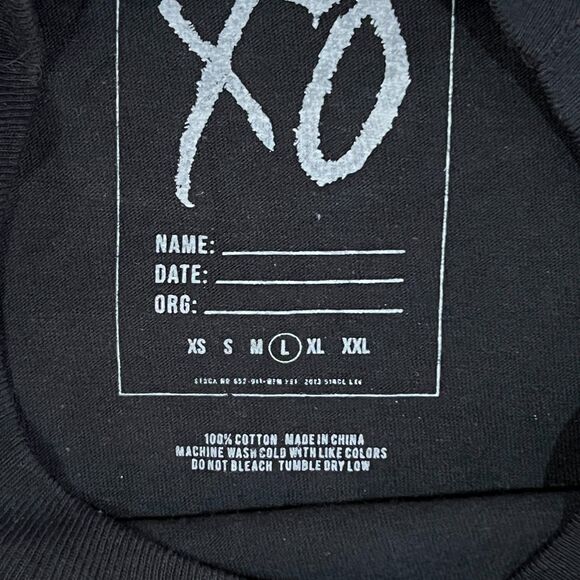 XO
NAME:
DATE:
ORG:
XS S M L XL XXL
100% COTTON MADE IN CHINA
MACHINE WASH COLD WITH LIKE COLORS
DO NOT BLEACH TUMBLE DRY LOW